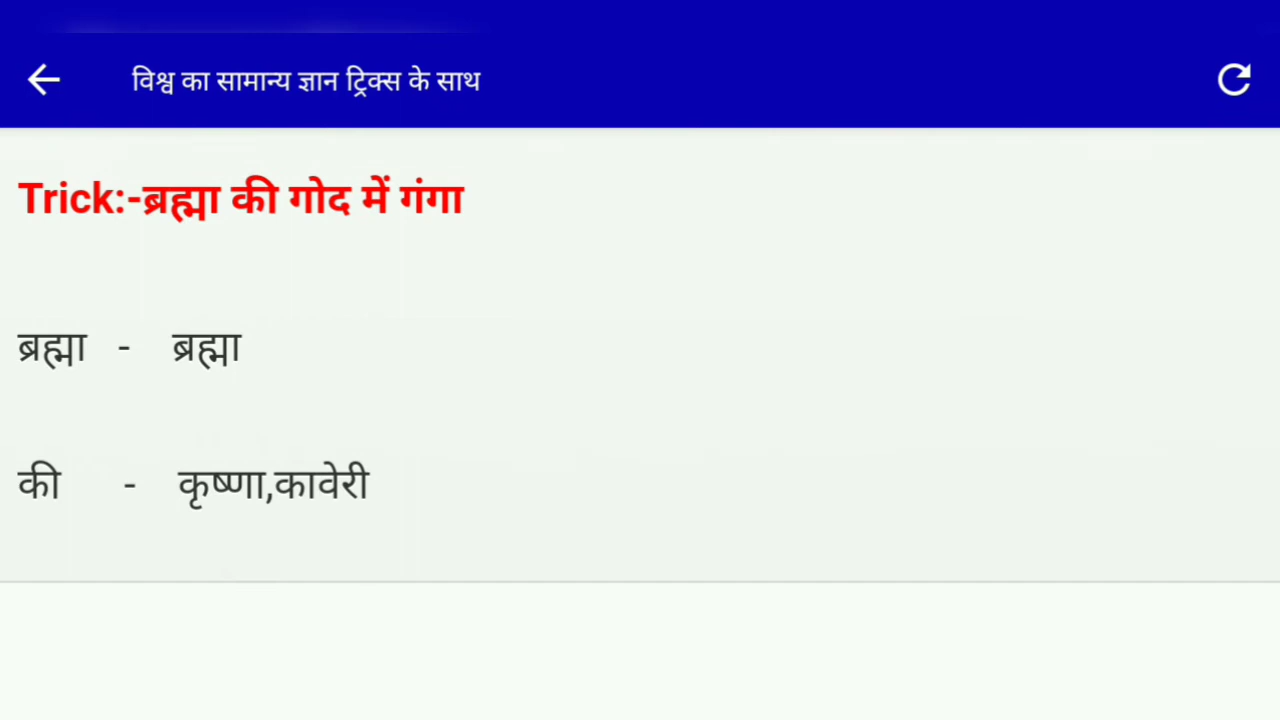 विश्व का सामान्य ज्ञान ट्रिक्स के साथ
Trick:-ब्रह्मा की गोद में गंगा
ब्रह्मा - ब्रह्मा
की - कृष्णा,कावेरी